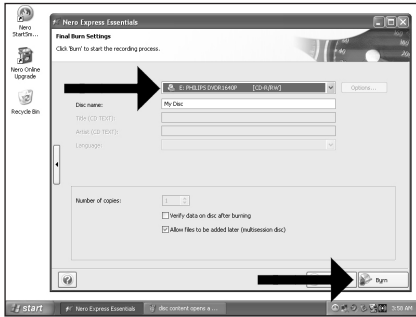 Nero
StartSm...
Nero Online
Upgrade
Recycle Bin
Nero Express Essentials
Final Burn Settings
Click 'Burn' to start the recording process.
E: PHILIPS DVDR1640P [CD-R/RW]
Options...
Disc name:
My Disc
Title (CD TEXT):
Artist (CD TEXT):
Language:
Number of copies:
1
Verify data on disc after burning
Allow files to be added later (multisession disc)
Burn
start
Nero Express Essentials
disc content opens a ...
3:58 AM